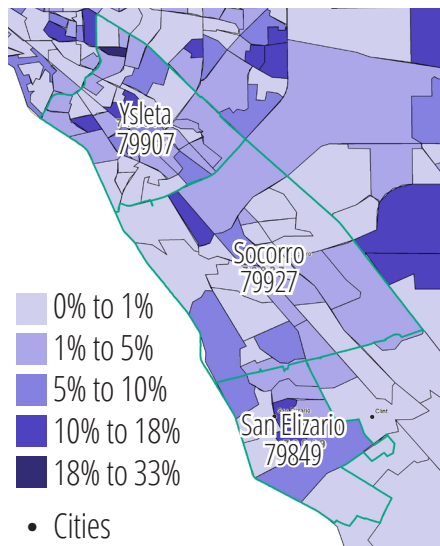 Ysleta
79907
Socorro
79927
0% to 1%
1% to 5%
5% to 10%
10% to 18%
18% to 33%
San Elizario
79849
Clint
Cities